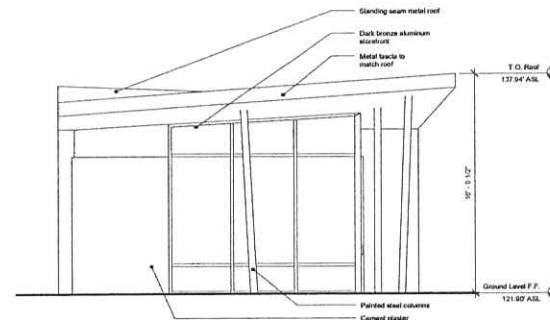 Standing seam metal roof
Dark bronze aluminum
storefront
Metal fascia to
match roof
T.O. Roof
137.94' ASL
16' - 0 1/2"
Ground Level F.F.
121.90' ASL
Painted steel columns
Cement plaster